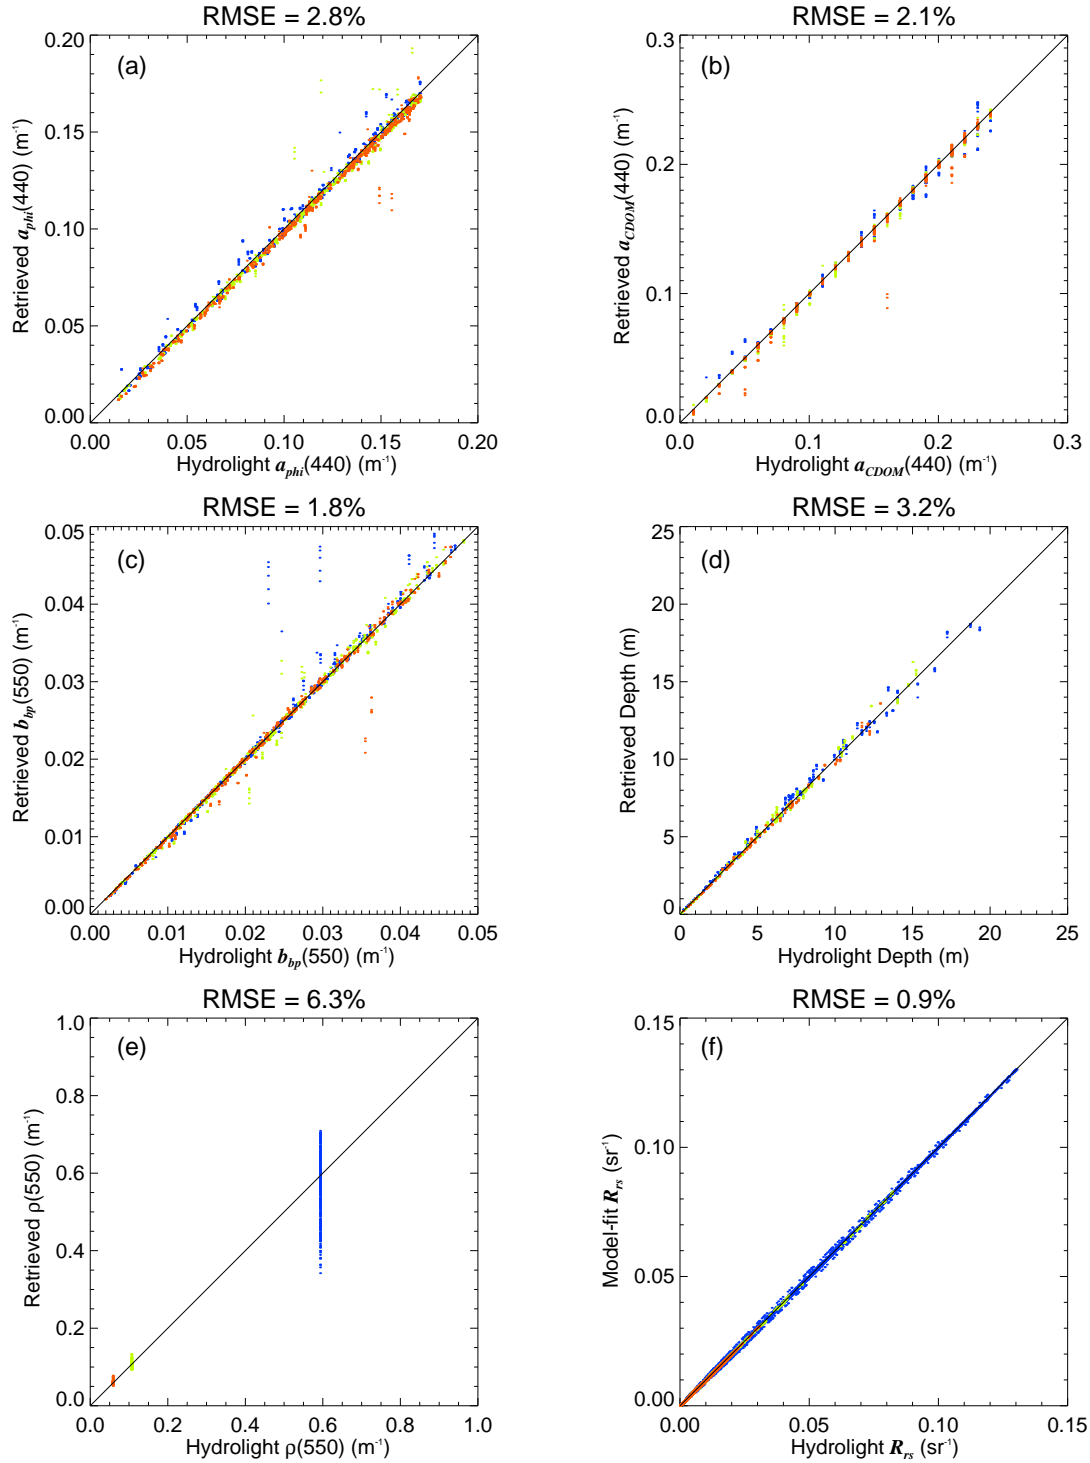 RMSE = 2.8%
(a)
Retrieved aphi(440) (m-1)
0.20
0.15
0.10
0.05
0.00
0.00 0.05 0.10 0.15 0.20
Hydrolight aphi(440) (m-1)
RMSE = 2.1%
(b)
Retrieved aCDOM(440) (m-1)
0.3
0.2
0.1
0.0
0.0 0.1 0.2 0.3
Hydrolight aCDOM(440) (m-1)
RMSE = 1.8%
(c)
Retrieved bbp(550) (m-1)
0.05
0.04
0.03
0.02
0.01
0.00
0.00 0.01 0.02 0.03 0.04 0.05
Hydrolight bbp(550) (m-1)
RMSE = 3.2%
(d)
Retrieved Depth (m)
25
20
15
10
5
0
0 5 10 15 20 25
Hydrolight Depth (m)
RMSE = 6.3%
(e)
Retrieved ρ(550) (m-1)
1.0
0.8
0.6
0.4
0.2
0.0
0.0 0.2 0.4 0.6 0.8 1.0
Hydrolight ρ(550) (m-1)
RMSE = 0.9%
(f)
Model-fit Rrs (sr-1)
0.15
0.10
0.05
0.00
0.00 0.05 0.10 0.15
Hydrolight Rrs (sr-1)